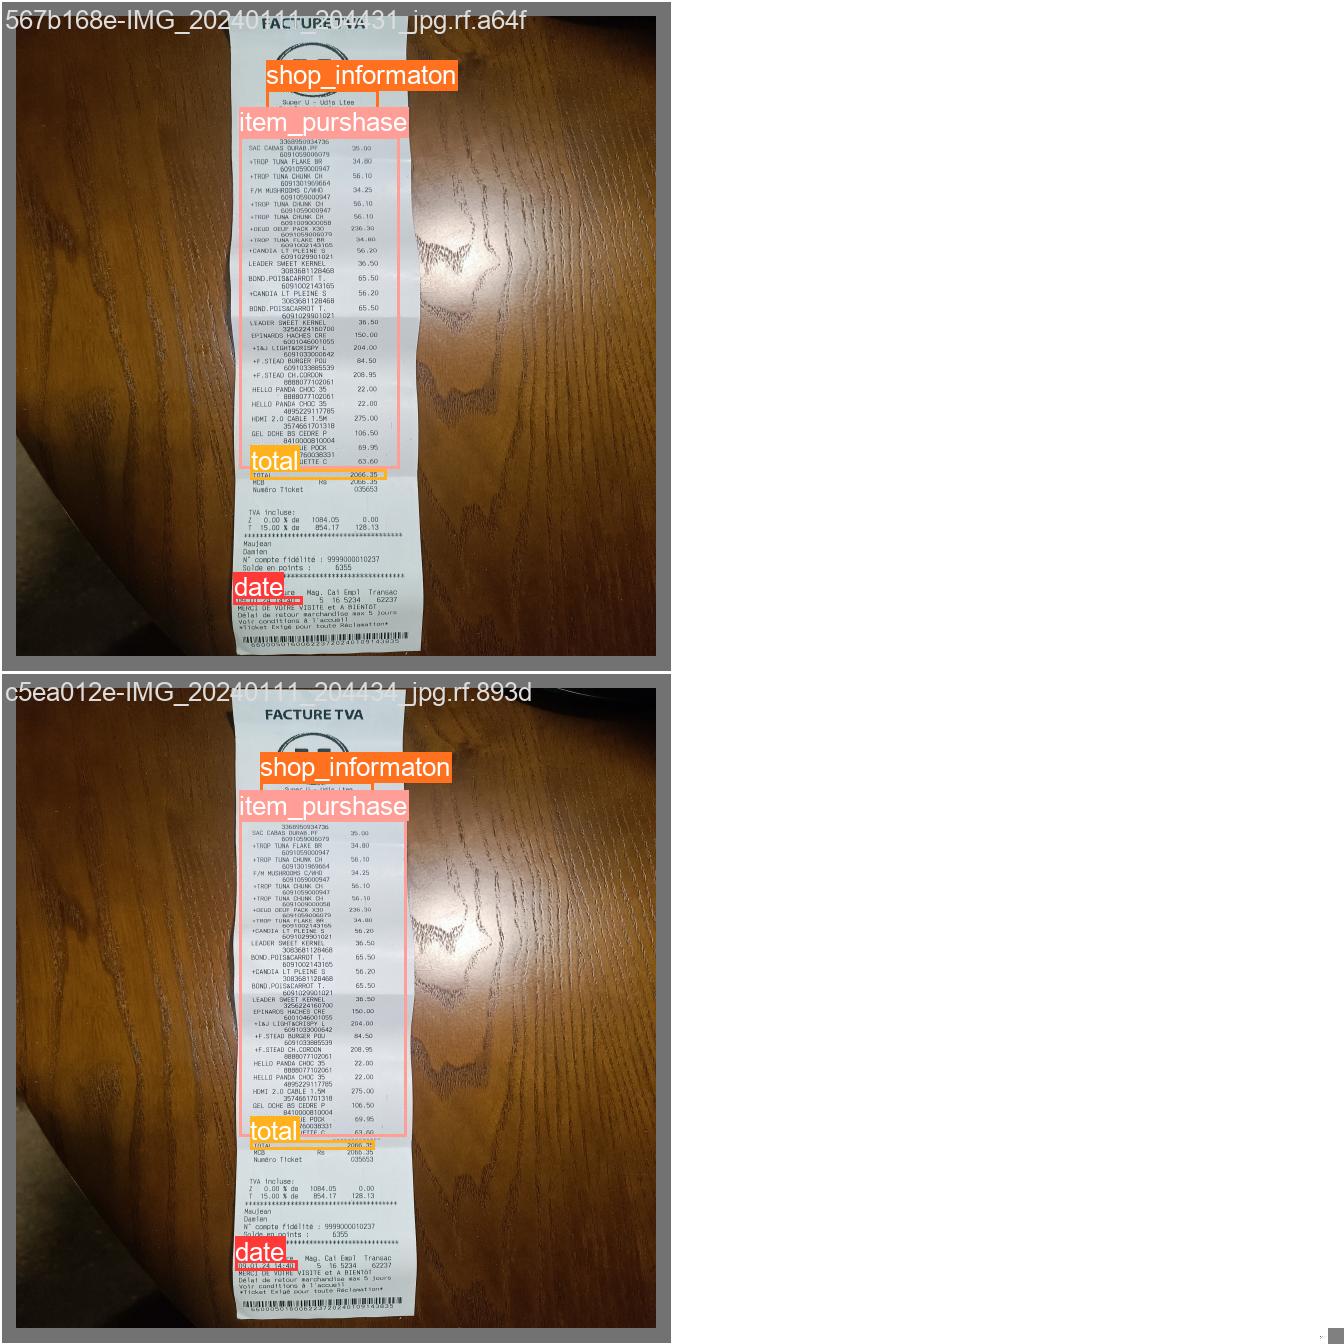 567b168e-IMG_20240111_204431_jpg.rf.a64f
FACTURE TVA
shop_informaton
Super U - Udis Ltee
item_purshase
3368950934736
SAC CABAS DURAB.PF 35.00
6091059006079
+TROP TUNA FLAKE BR 34.80
6091059000947
+TROP TUNA CHUNK CH 56.10
6091301969664
F/M MUSHROOMS C/WHO 34.25
6091059000947
+TROP TUNA CHUNK CH 56.10
6091059000947
+TROP TUNA CHUNK CH 56.10
6091009000058
+OEUD OEUF PACK X30 236.30
6091059006079
+TROP TUNA FLAKE BR 34.80
6091002143165
+CANDIA LT PLEINE S 56.20
6091029901021
LEADER SWEET KERNEL 36.50
3083681128468
BOND.POIS&CARROT T. 65.50
6091002143165
+CANDIA LT PLEINE S 56.20
3083681128468
BOND.POIS&CARROT T. 65.50
6091029901021
LEADER SWEET KERNEL 36.50
3256224160700
EPINARDS HACHES CRE 150.00
6001046001055
+I&J LIGHT&CRISPY L 204.00
6091033000642
+F.STEAD BURGER POU 84.50
6091033885539
+F.STEAD CH.CORDON 208.95
8888077102061
HELLO PANDA CHOC 35 22.00
8888077102061
HELLO PANDA CHOC 35 22.00
4895229117785
HDMI 2.0 CABLE 1.5M 275.00
3574661701318
GEL DCHE BS CEDRE P 106.50
8410000810004
UE POCK 69.95
760038331
total UETTE C 63.60
TOTAL 2066.35
MCB Rs 2066.35
Numéro Ticket 035653
TVA incluse:
Z 0.00 % de 1084.05 0.00
T 15.00 % de 854.17 128.13
****************************************
Maujean
Damien
N° compte fidélité : 9999000010237
Solde en points : 6355
******************************
date ure Mag. Cai Empl Transac
09.01.24 14:40 5 16 5234 62237
MERCI DE VOTRE VISITE et A BIENTOT
Délai de retour marchandise max 5 jours
Voir conditions à l'accueil
*Ticket Exigé pour toute Réclamation*
660005016006223720240109143835
c5ea012e-IMG_20240111_204434_jpg.rf.893d
FACTURE TVA
shop_informaton
Super U - Udis Ltee
item_purshase
3368950934736
SAC CABAS DURAB.PF 35.00
6091059006079
+TROP TUNA FLAKE BR 34.80
6091059000947
+TROP TUNA CHUNK CH 56.10
6091301969664
F/M MUSHROOMS C/WHO 34.25
6091059000947
+TROP TUNA CHUNK CH 56.10
6091059000947
+TROP TUNA CHUNK CH 56.10
6091009000058
+OEUD OEUF PACK X30 236.30
6091059006079
+TROP TUNA FLAKE BR 34.80
6091002143165
+CANDIA LT PLEINE S 56.20
6091029901021
LEADER SWEET KERNEL 36.50
3083681128468
BOND.POIS&CARROT T. 65.50
6091002143165
+CANDIA LT PLEINE S 56.20
3083681128468
BOND.POIS&CARROT T. 65.50
6091029901021
LEADER SWEET KERNEL 36.50
3256224160700
EPINARDS HACHES CRE 150.00
6001046001055
+I&J LIGHT&CRISPY L 204.00
6091033000642
+F.STEAD BURGER POU 84.50
6091033885539
+F.STEAD CH.CORDON 208.95
8888077102061
HELLO PANDA CHOC 35 22.00
8888077102061
HELLO PANDA CHOC 35 22.00
4895229117785
HDMI 2.0 CABLE 1.5M 275.00
3574661701318
GEL DCHE BS CEDRE P 106.50
8410000810004
UE POCK 69.95
760038331
total UETTE C 63.60
TOTAL 2066.35
MCB Rs 2066.35
Numéro Ticket 035653
TVA incluse:
Z 0.00 % de 1084.05 0.00
T 15.00 % de 854.17 128.13
****************************************
Maujean
Damien
N° compte fidélité : 9999000010237
Solde en points : 6355
******************************
date re Mag. Cai Empl Transac
09.01.24 14:40 5 16 5234 62237
MERCI DE VOTRE VISITE et A BIENTOT
Délai de retour marchandise max 5 jours
Voir conditions à l'accueil
*Ticket Exigé pour toute Réclamation*
660005016006223720240109143835